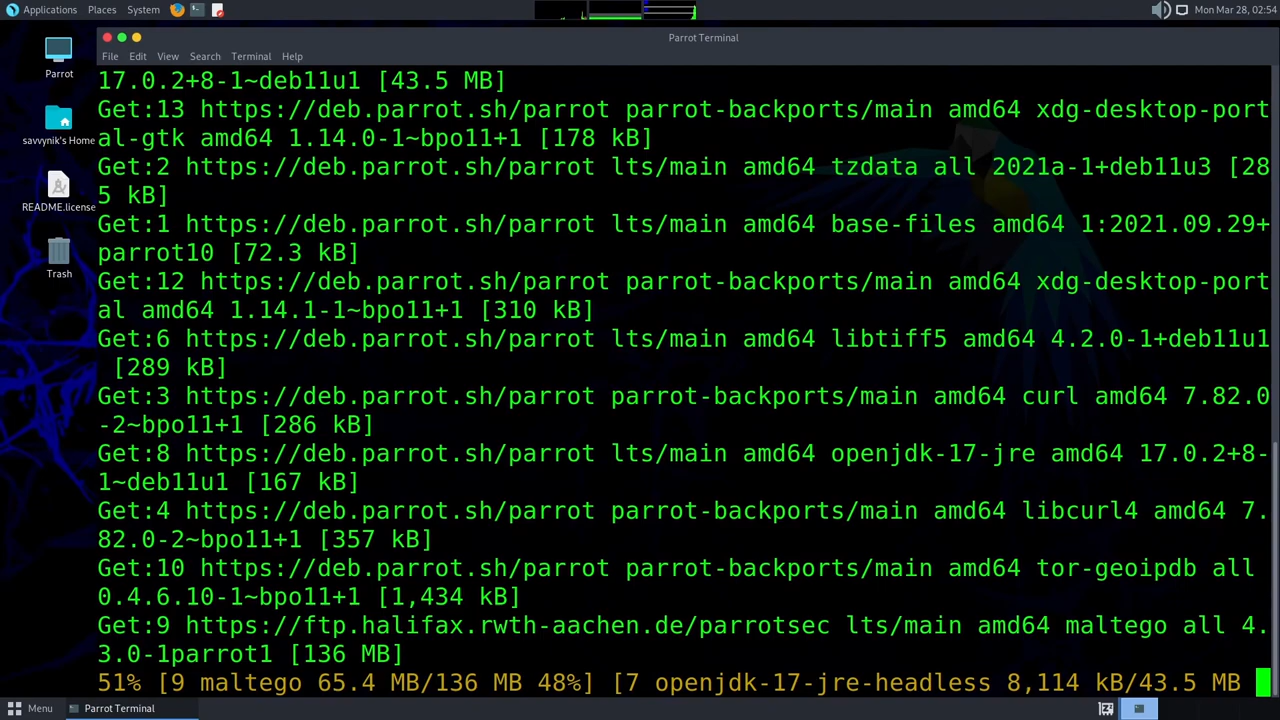 Applications Places System
Mon Mar 28, 02:54
Parrot Terminal
File Edit View Search Terminal Help
Parrot
savvynik's Home
README.license
Trash
17.0.2+8-1~deb11u1 [43.5 MB]
Get:13 https://deb.parrot.sh/parrot parrot-backports/main amd64 xdg-desktop-port
al-gtk amd64 1.14.0-1~bpo11+1 [178 kB]
Get:2 https://deb.parrot.sh/parrot lts/main amd64 tzdata all 2021a-1+deb11u3 [28
5 kB]
Get:1 https://deb.parrot.sh/parrot lts/main amd64 base-files amd64 1:2021.09.29+
parrot10 [72.3 kB]
Get:12 https://deb.parrot.sh/parrot parrot-backports/main amd64 xdg-desktop-port
al amd64 1.14.1-1~bpo11+1 [310 kB]
Get:6 https://deb.parrot.sh/parrot lts/main amd64 libtiff5 amd64 4.2.0-1+deb11u1
 [289 kB]
Get:3 https://deb.parrot.sh/parrot parrot-backports/main amd64 curl amd64 7.82.0
-2~bpo11+1 [286 kB]
Get:8 https://deb.parrot.sh/parrot lts/main amd64 openjdk-17-jre amd64 17.0.2+8-
1~deb11u1 [167 kB]
Get:4 https://deb.parrot.sh/parrot parrot-backports/main amd64 libcurl4 amd64 7.
82.0-2~bpo11+1 [357 kB]
Get:10 https://deb.parrot.sh/parrot parrot-backports/main amd64 tor-geoipdb all
0.4.6.10-1~bpo11+1 [1,434 kB]
Get:9 https://ftp.halifax.rwth-aachen.de/parrotsec lts/main amd64 maltego all 4.
3.0-1parrot1 [136 MB]
51% [9 maltego 65.4 MB/136 MB 48%] [7 openjdk-17-jre-headless 8,114 kB/43.5 MB
Menu Parrot Terminal